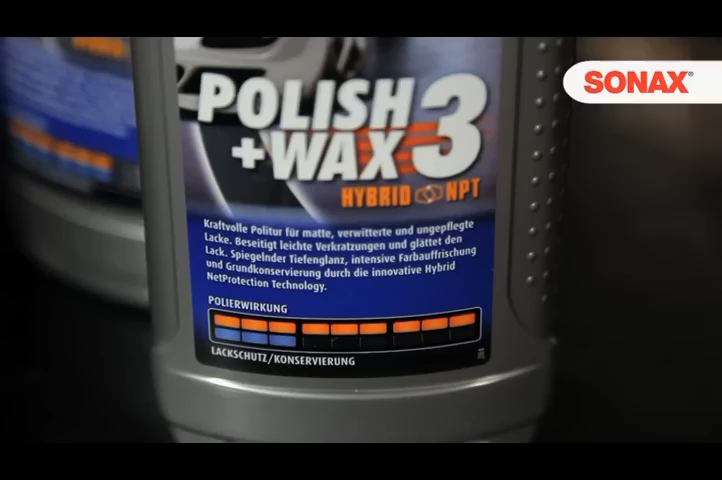 SONAX®
POLISH
+WAX 3
HYBRID NPT
Kraftvolle Politur für matte, verwitterte und ungepflegte
Lacke. Beseitigt leichte Verkratzungen und glättet den
Lack. Spiegelnder Tiefenglanz, intensive Farbauffrischung
und Grundkonservierung durch die innovative Hybrid
NetProtection Technology.
POLIERWIRKUNG
LACKSCHUTZ/KONSERVIERUNG